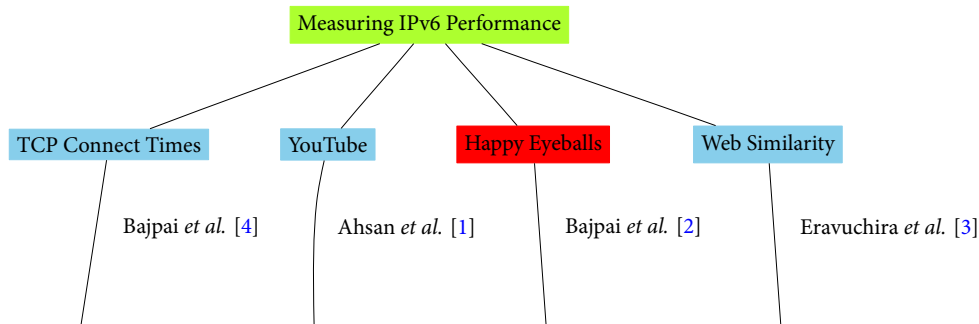 Measuring IPv6 Performance
TCP Connect Times
YouTube
Happy Eyeballs
Web Similarity
Bajpai et al. [4]
Ahsan et al. [1]
Bajpai et al. [2]
Eravuchira et al. [3]